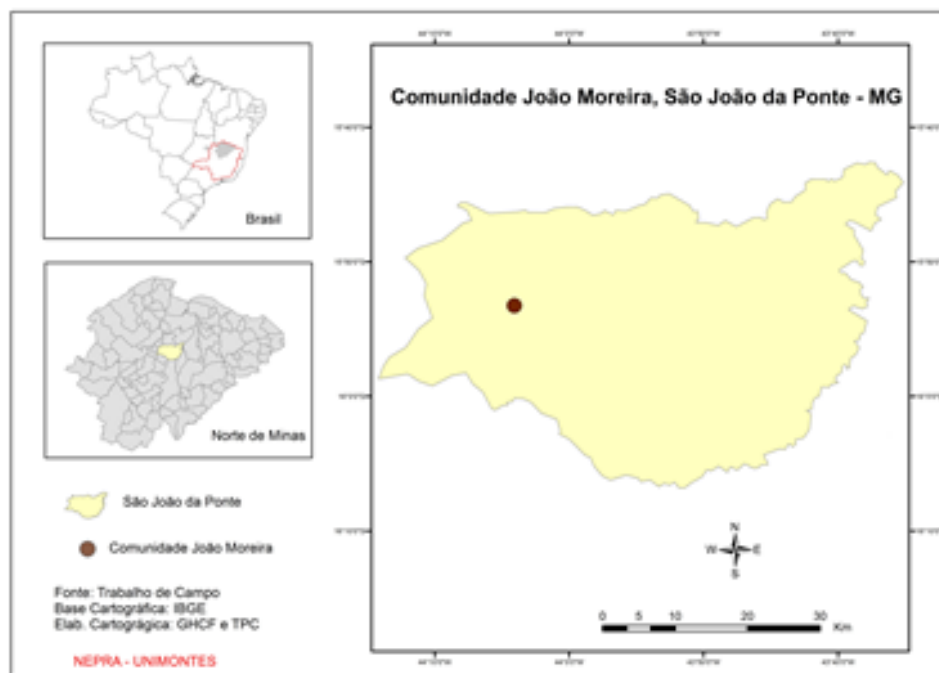 Comunidade João Moreira, São João da Ponte - MG
Brasil
Norte de Minas
São João da Ponte
Comunidade João Moreira
Fonte: Trabalho de Campo
Base Cartográfica: IBGE
Elab. Cartográgica: GHCF e TPC
NEPRA - UNIMONTES
N
W E
S
0 5 10 20 30
Km